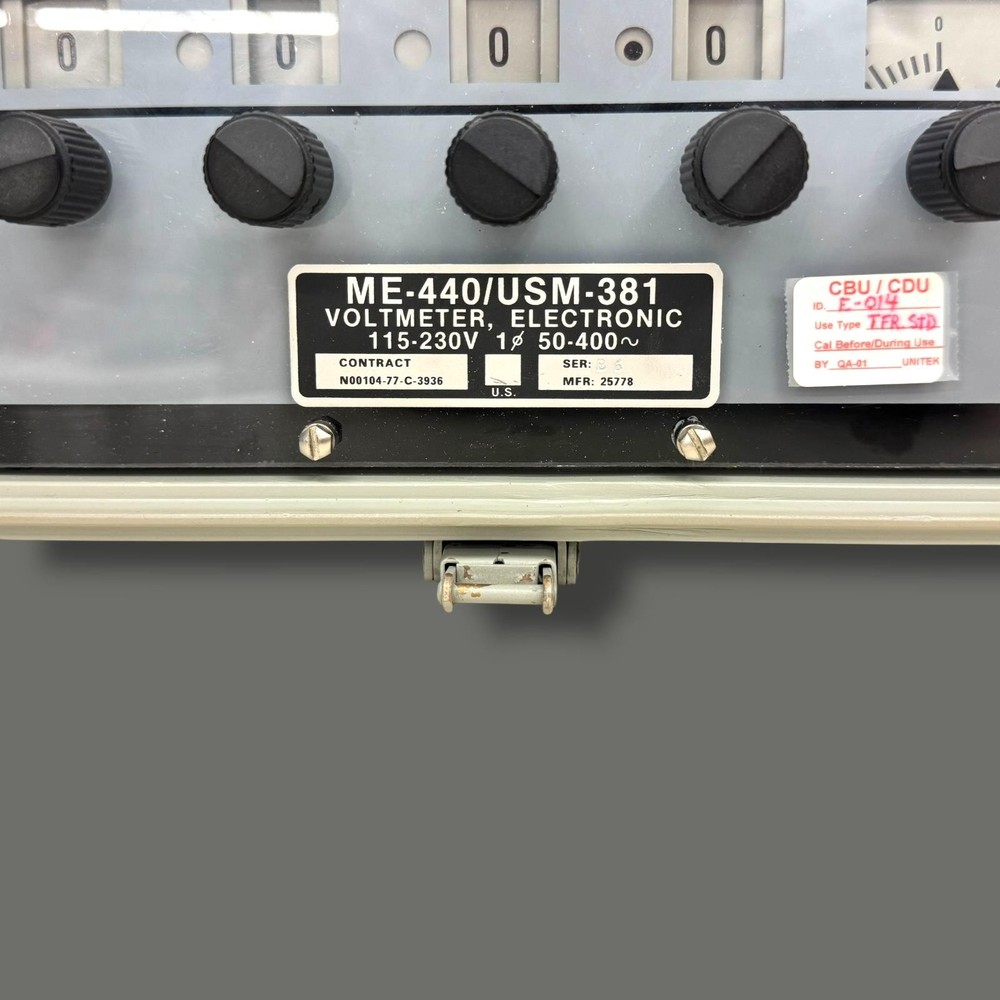 0 0 0 0 0
ME-440/USM-381
VOLTMETER, ELECTRONIC
115-230V 1⌀ 50-400~
CONTRACT
N00104-77-C-3936
U.S.
SER: B 6
MFR: 25778
CBU / CDU
ID. E-014
Use Type TFR STD
Cal Before/During Use
BY QA-01 UNITEK